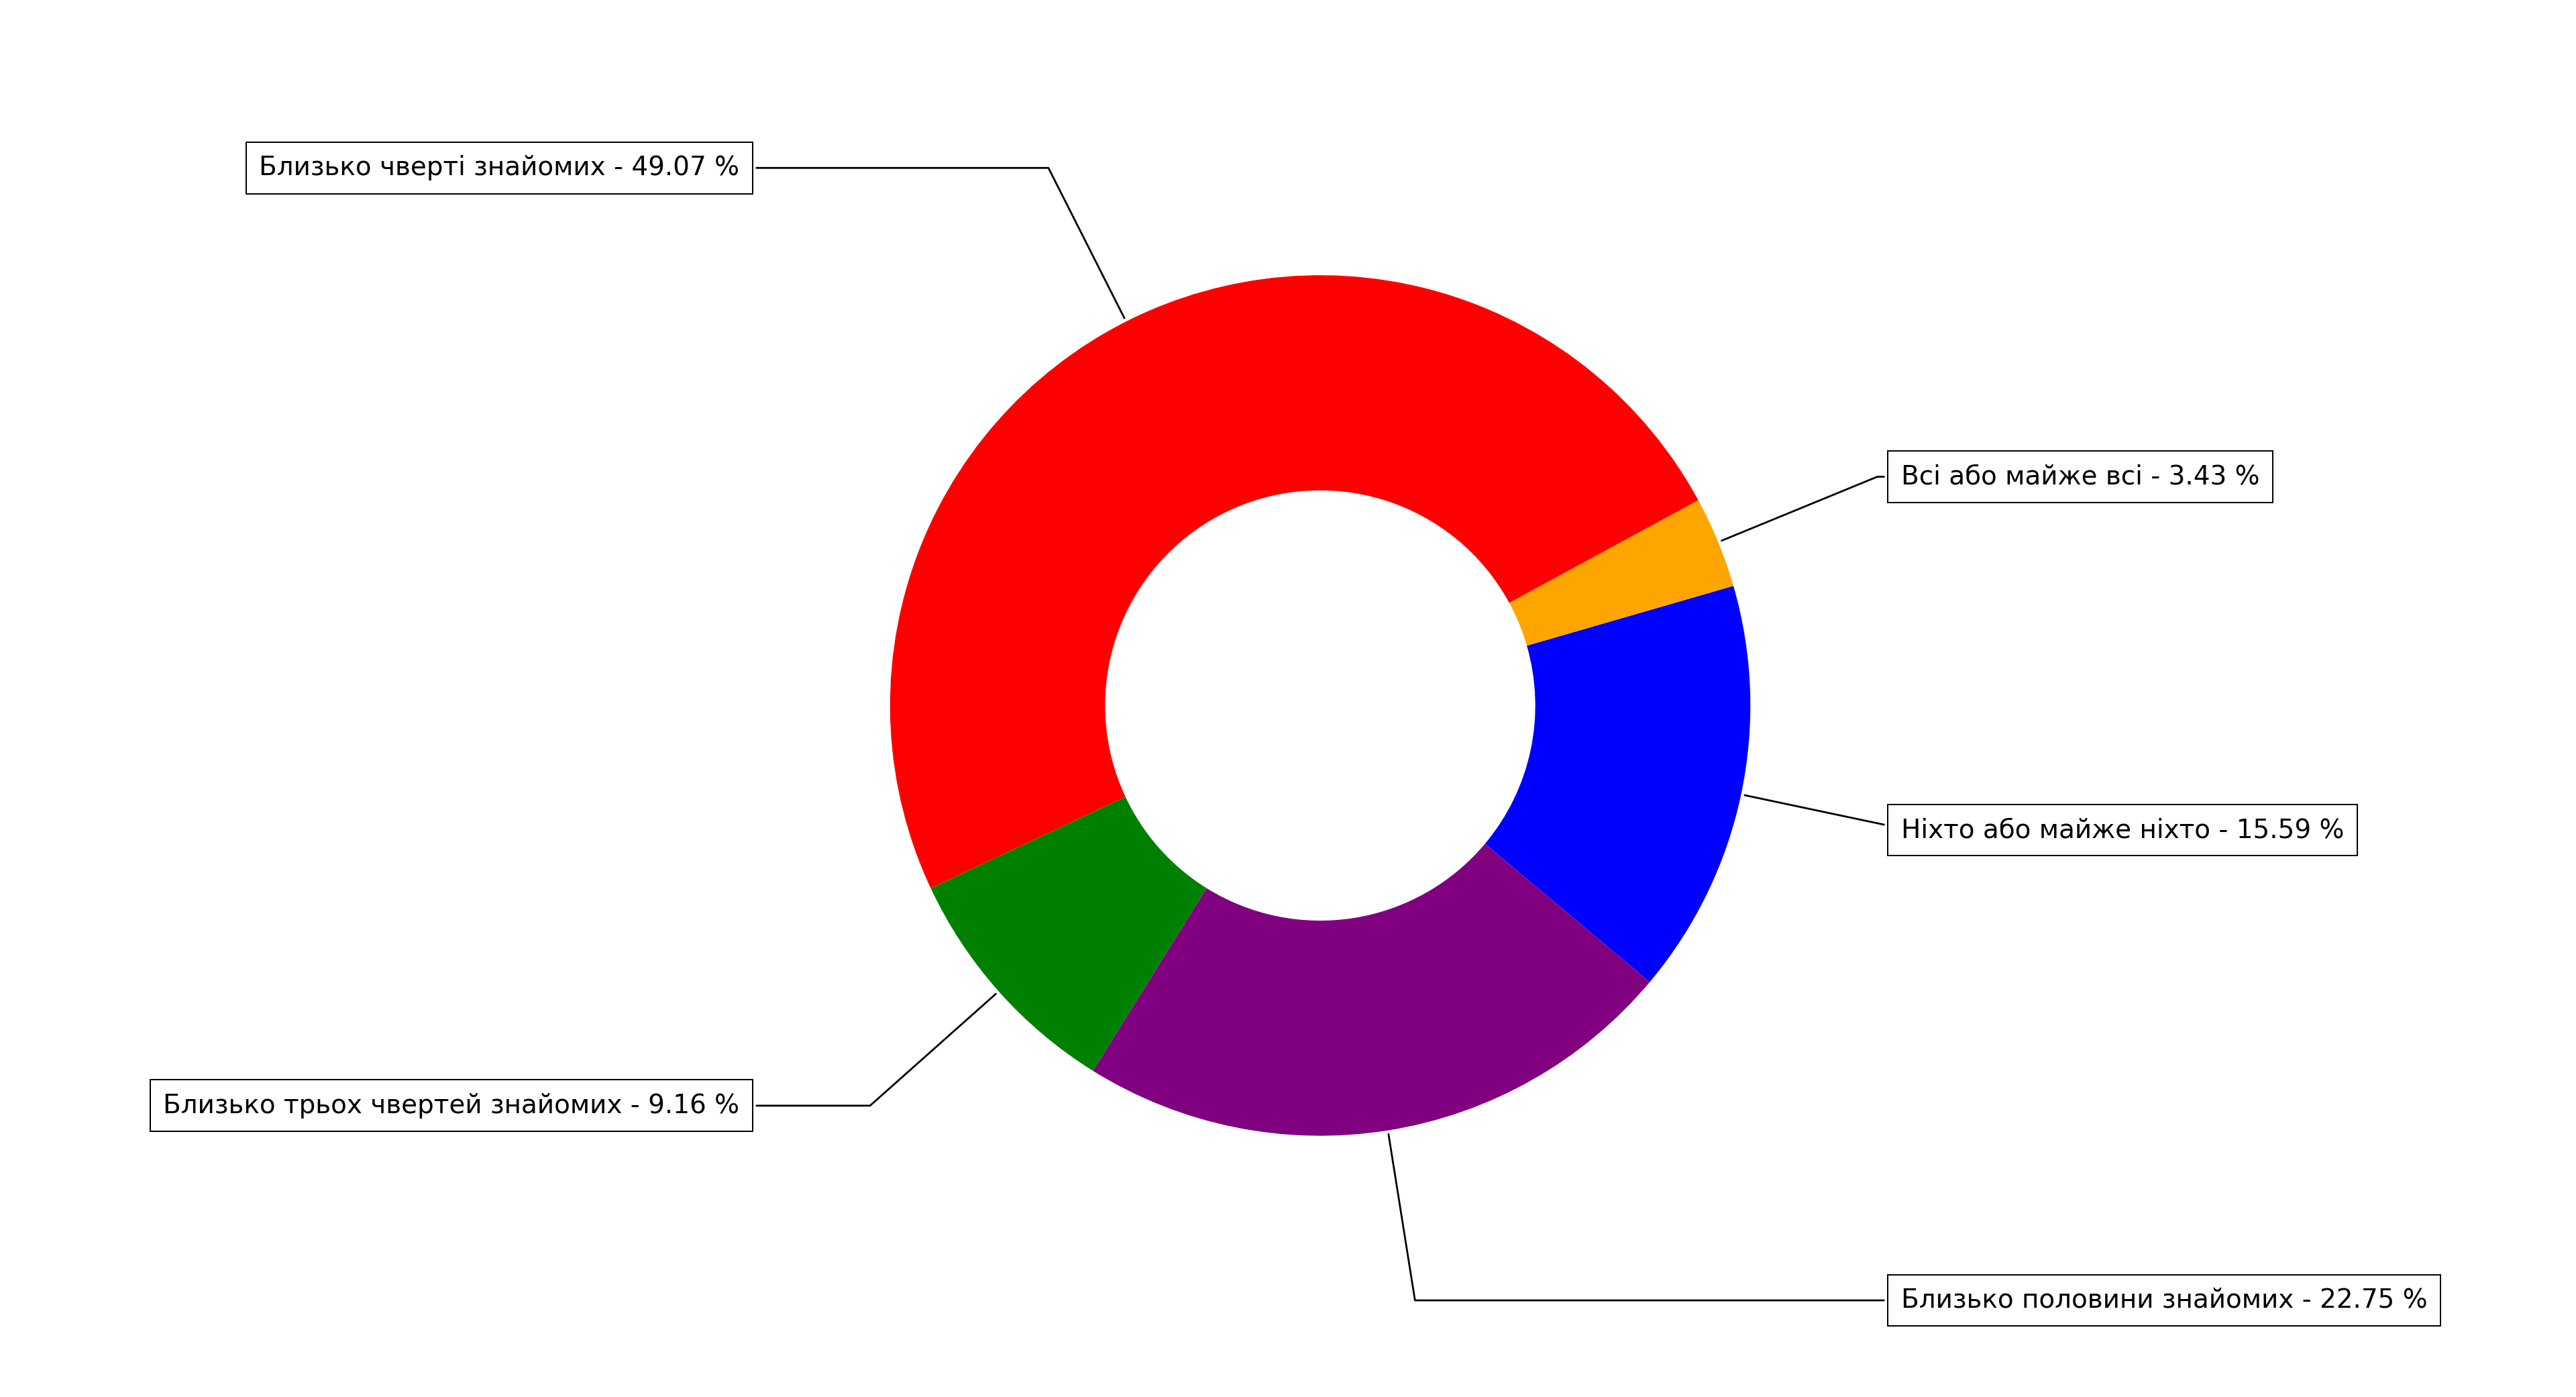 Близько чверті знайомих - 49.07 %
Всі або майже всі - 3.43 %
Ніхто або майже ніхто - 15.59 %
Близько трьох чвертей знайомих - 9.16 %
Близько половини знайомих - 22.75 %